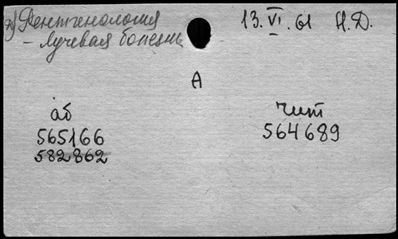 Рентгенология
- лучевая болезнь
13.VI.61 Н.Д.
А
аб
565166
582862
Чит
564689